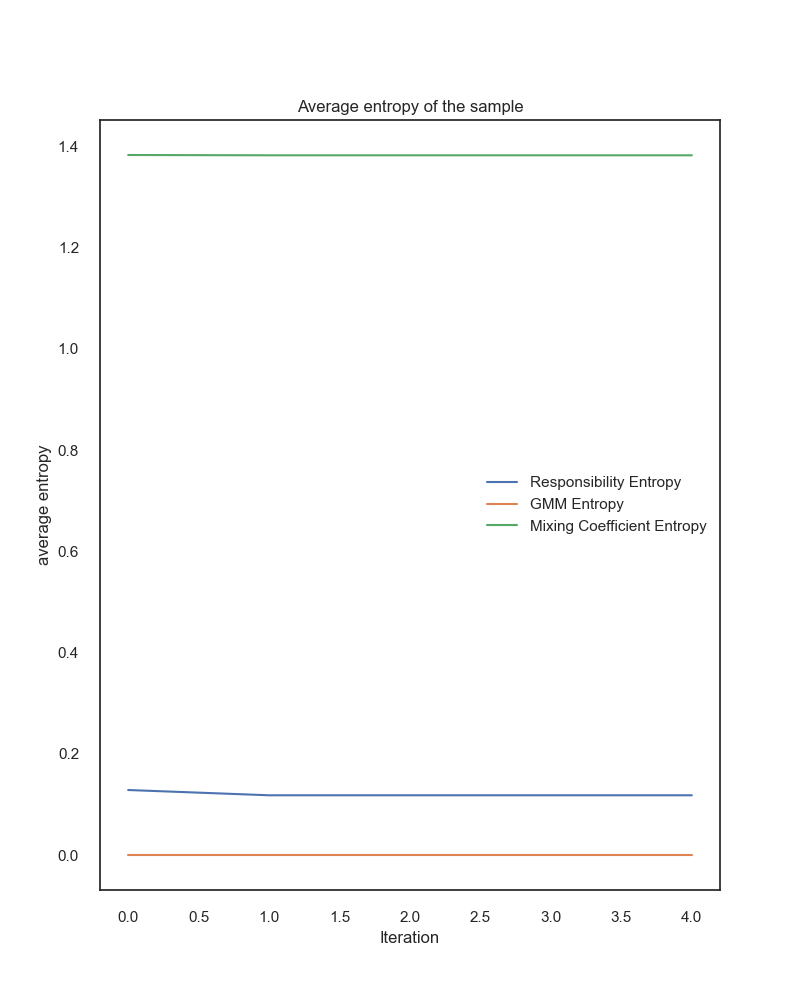 Average entropy of the sample
1.4
1.2
1.0
0.8
0.6
0.4
0.2
0.0
average entropy
Responsibility Entropy
GMM Entropy
Mixing Coefficient Entropy
0.0 0.5 1.0 1.5 2.0 2.5 3.0 3.5 4.0
Iteration